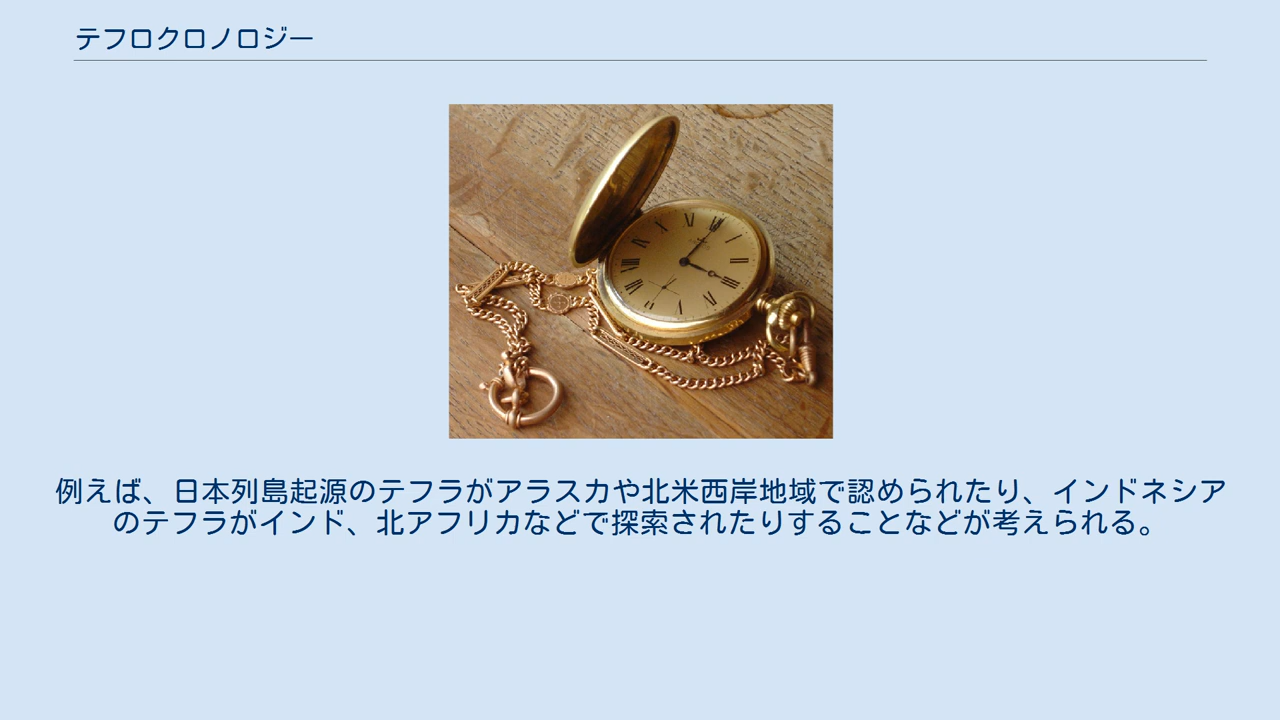 テフロクロノロジー
例えば、日本列島起源のテフラがアラスカや北米西岸地域で認められたり、インドネシア
のテフラがインド、北アフリカなどで探索されたりすることなどが考えられる。